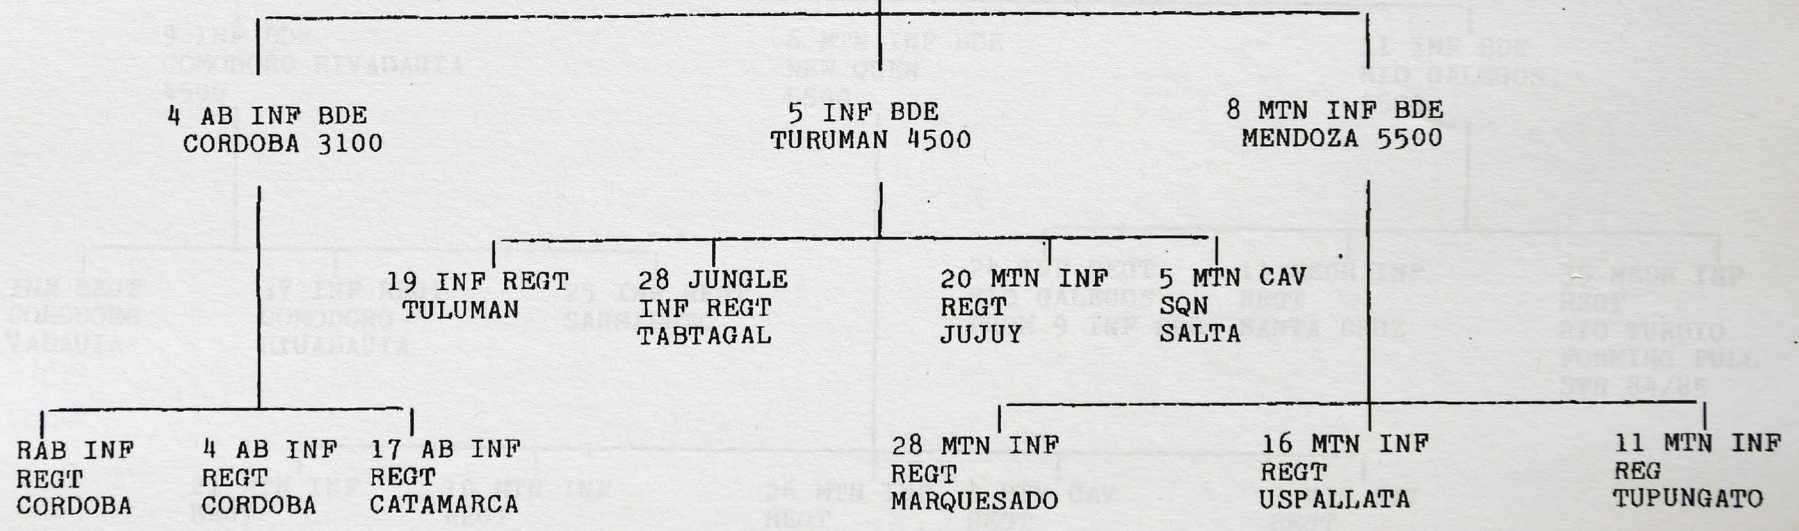 4 AB INF BDE
CORDOBA 3100
5 INF BDE
TURUMAN 4500
8 MTN INF BDE
MENDOZA 5500
19 INF REGT
TULUMAN
28 JUNGLE
INF REGT
TABTAGAL
20 MTN INF
REGT
JUJUY
5 MTN CAV
SQN
SALTA
RAB INF
REGT
CORDOBA
4 AB INF
REGT
CORDOBA
17 AB INF
REGT
CATAMARCA
28 MTN INF
REGT
MARQUESADO
16 MTN INF
REGT
USPALLATA
11 MTN INF
REG
TUPUNGATO